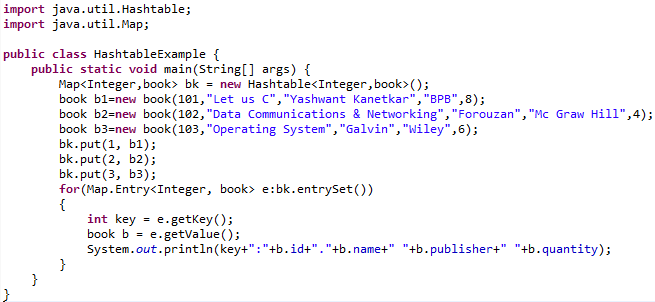 import java.util.Hashtable;
import java.util.Map;

public class HashtableExample {
    public static void main(String[] args) {
        Map<Integer,book> bk = new Hashtable<Integer,book>();
        book b1=new book(101,"Let us C","Yashwant Kanetkar","BPB",8);
        book b2=new book(102,"Data Communications & Networking","Forouzan","Mc Graw Hill",4);
        book b3=new book(103,"Operating System","Galvin","Wiley",6);
        bk.put(1, b1);
        bk.put(2, b2);
        bk.put(3, b3);
        for(Map.Entry<Integer, book> e:bk.entrySet())
        {
            int key = e.getKey();
            book b = e.getValue();
            System.out.println(key+":"+b.id+"."+b.name+" "+b.publisher+" "+b.quantity);
        }
    }
}